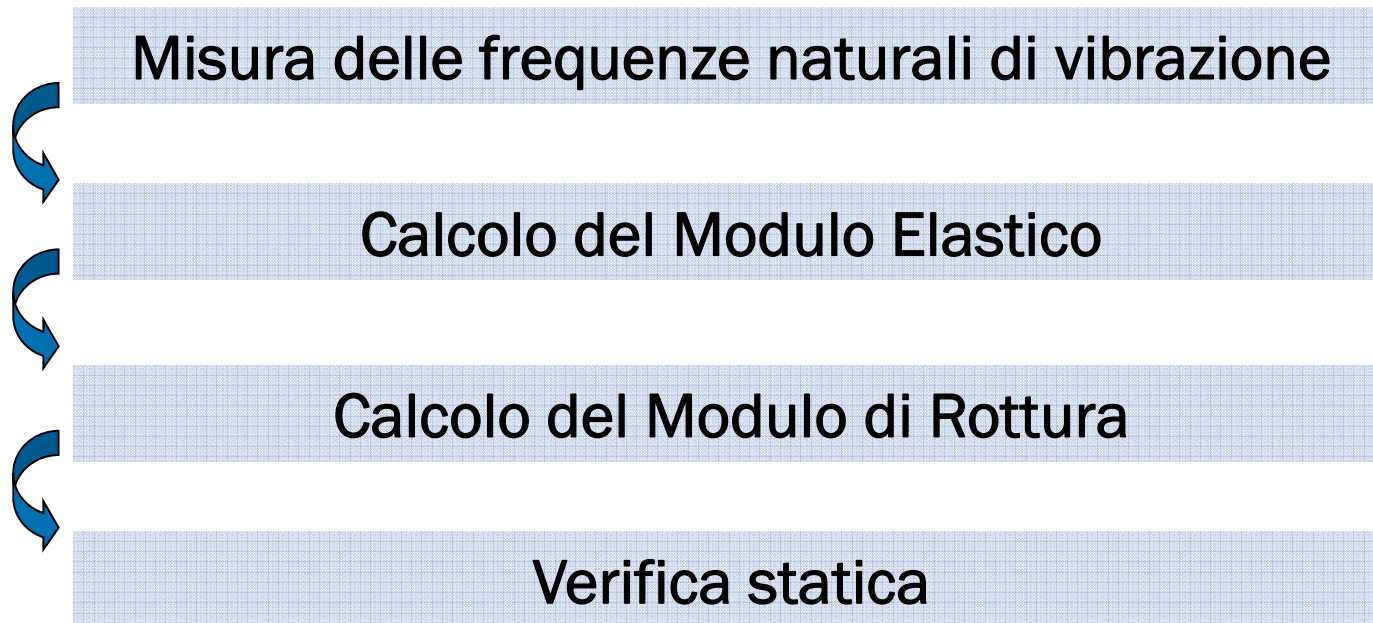 Misura delle frequenze naturali di vibrazione
Calcolo del Modulo Elastico
Calcolo del Modulo di Rottura
Verifica statica